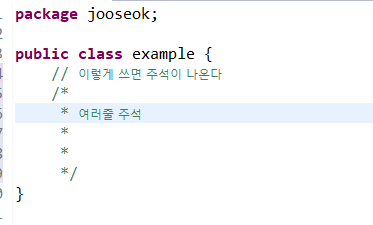 package jooseok;
public class example {
// 이렇게 쓰면 주석이 나온다
/*
* 여러줄 주석
*
*
*/
}